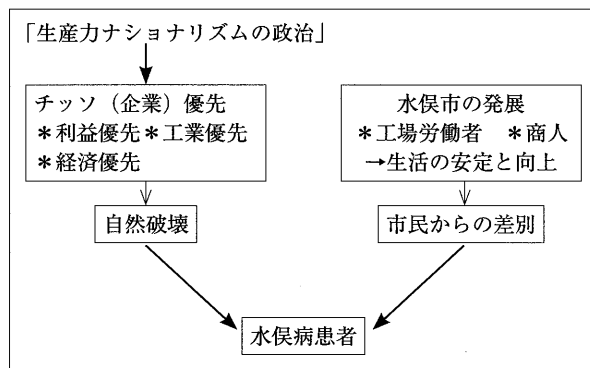 「生産力ナショナリズムの政治」
チッソ（企業）優先
＊利益優先＊工業優先
＊経済優先
水俣市の発展
＊工場労働者　＊商人
→生活の安定と向上
自然破壊
市民からの差別
水俣病患者